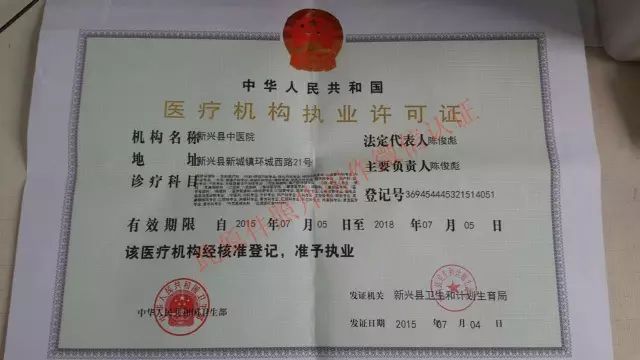 中华人民共和国
医疗机构执业许可证
机构名称 新兴县中医院 法定代表人 陈俊彪
地 址 新兴县新城镇环城西路21号 主要负责人 陈俊彪
诊疗科目 登记号 369454445321514051
有效期限 自 2015 年 07 月 05 日至 2018 年 07 月 05 日
该医疗机构经核准登记，准予执业
中华人民共和国卫生部
发证机关 新兴县卫生和计划生育局
发证日期 2015 年 07 月 04 日